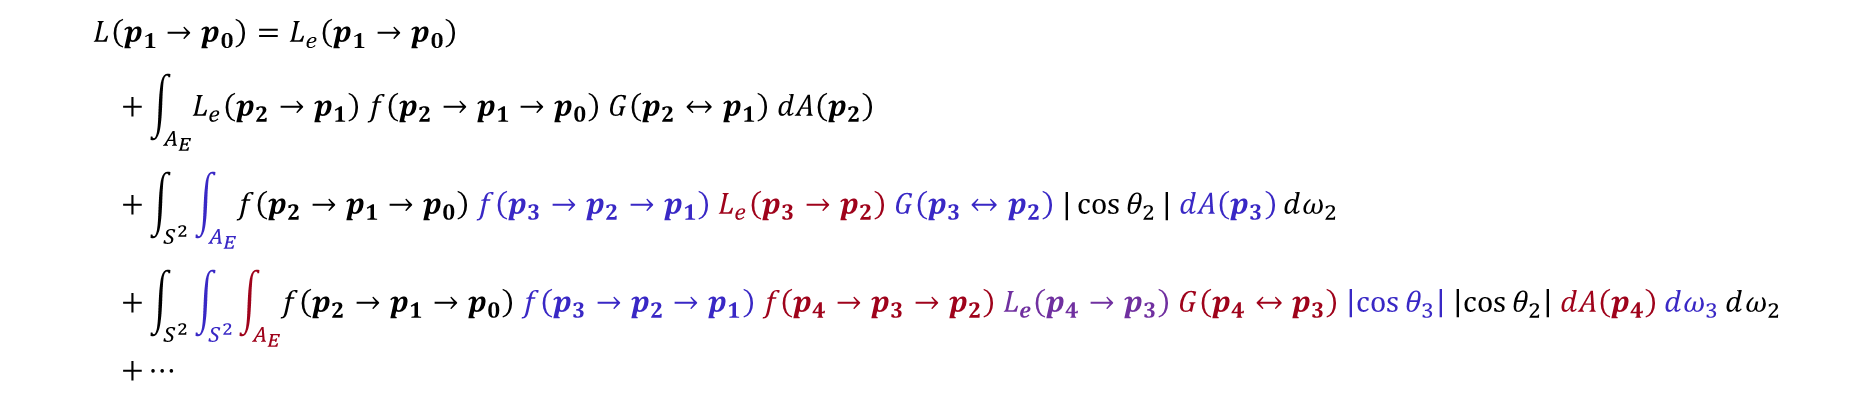 L(p₁ → p₀) = Lₑ(p₁ → p₀)
+ ∫_{A_E} Lₑ(p₂ → p₁) f(p₂ → p₁ → p₀) G(p₂ ↔ p₁) dA(p₂)
+ ∫_{S²} ∫_{A_E} f(p₂ → p₁ → p₀) f(p₃ → p₂ → p₁) Lₑ(p₃ → p₂) G(p₃ ↔ p₂) |cos θ₂| dA(p₃) dω₂
+ ∫_{S²} ∫_{S²} ∫_{A_E} f(p₂ → p₁ → p₀) f(p₃ → p₂ → p₁) f(p₄ → p₃ → p₂) Lₑ(p₄ → p₃) G(p₄ ↔ p₃) |cos θ₃| |cos θ₂| dA(p₄) dω₃ dω₂
+ ⋯